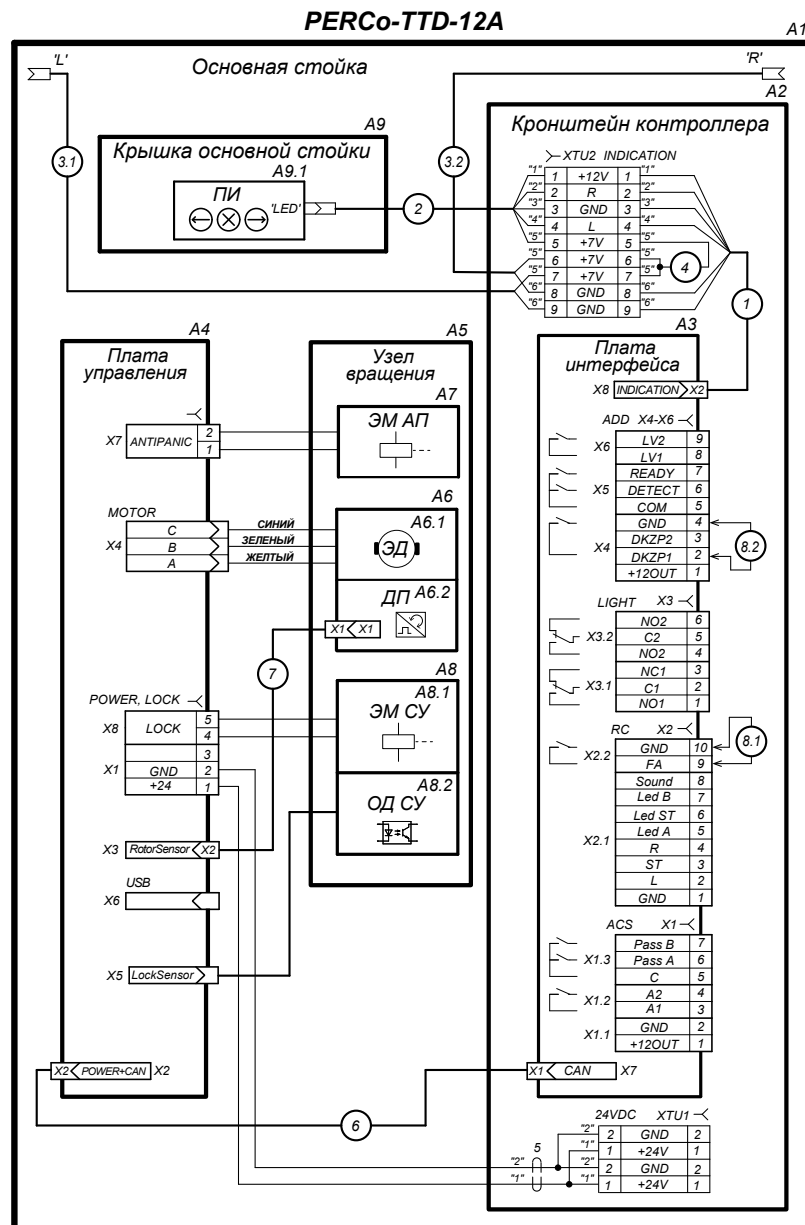 PERCo-TTD-12A
A1
'L'
Основная стойка
'R'
A2
A9
Крышка основной стойки
A9.1
ПИ
'LED'
2
3.1
3.2
Кронштейн контроллера
XTU2 INDICATION
"1" 1 +12V 1 "1"
"2" 2 R 2 "2"
"3" 3 GND 3 "3"
"4" 4 L 4 "4"
"5" 5 +7V 5 "5"
"5" 6 +7V 6
"5" 7 +7V 7 "5"
"6" 8 GND 8 "6"
9 GND 9 "6"
4
1
A4
Плата
управления
X7 ANTIPANIC 2
1
MOTOR
X4
C СИНИЙ
B ЗЕЛЕНЫЙ
A ЖЕЛТЫЙ
POWER, LOCK
X8 LOCK 5
4
3
X1 GND 2
+24 1
X3 RotorSensor X2
USB
X6
X5 LockSensor
X2 POWER+CAN X2
7
6
A5
Узел
вращения
A7
ЭМ АП
A6
A6.1
ЭД
ДП A6.2
X1 X1
A8
A8.1
ЭМ СУ
A8.2
ОД СУ
A3
Плата
интерфейса
X8 INDICATION X2
ADD X4-X6
X6 LV2 9
LV1 8
READY 7
X5 DETECT 6
COM 5
GND 4
X4 DKZP2 3
DKZP1 2
+12OUT 1
8.2
LIGHT X3
NO2 6
X3.2 C2 5
NO2 4
NC1 3
X3.1 C1 2
NO1 1
RC X2
X2.2 GND 10
FA 9
8.1
Sound 8
Led B 7
Led ST 6
X2.1 Led A 5
R 4
ST 3
L 2
GND 1
ACS X1
Pass B 7
X1.3 Pass A 6
C 5
X1.2 A2 4
A1 3
X1.1 GND 2
+12OUT 1
X1 CAN X7
24VDC XTU1
"2" 2 GND 2
"1" 1 +24V 1
5
"2" "2" 2 GND 2
"1" "1" 1 +24V 1